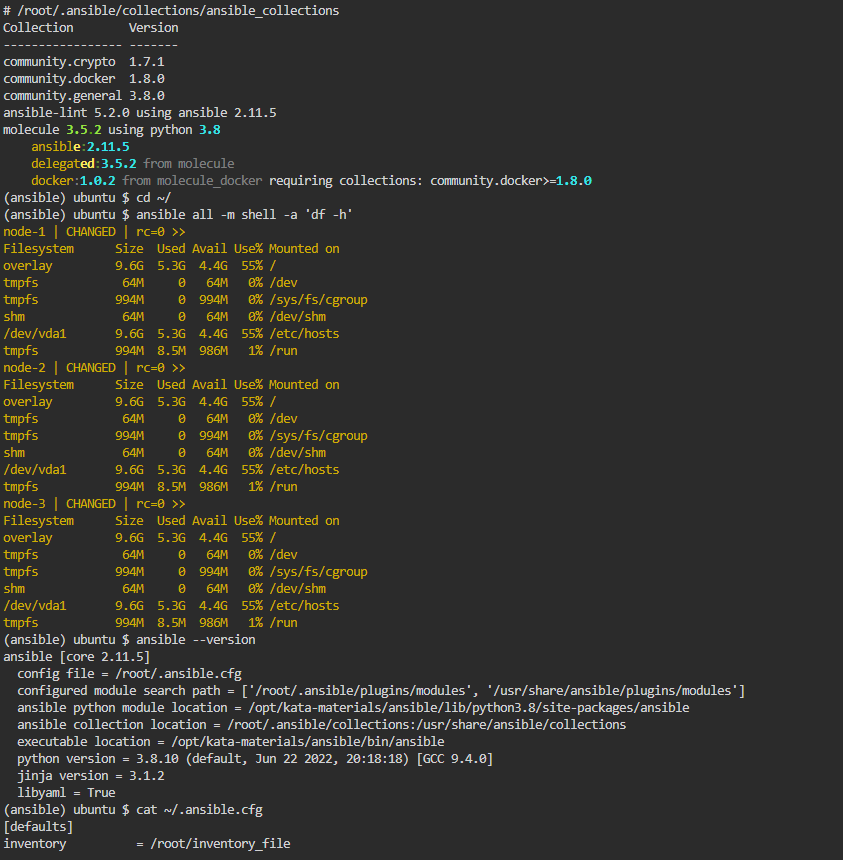 # /root/.ansible/collections/ansible_collections
Collection        Version
----------------- -------
community.crypto  1.7.1
community.docker  1.8.0
community.general 3.8.0
ansible-lint 5.2.0 using ansible 2.11.5
molecule 3.5.2 using python 3.8
    ansible:2.11.5
    delegated:3.5.2 from molecule
    docker:1.0.2 from molecule_docker requiring collections: community.docker>=1.8.0
(ansible) ubuntu $ cd ~/
(ansible) ubuntu $ ansible all -m shell -a 'df -h'
node-1 | CHANGED | rc=0 >>
Filesystem      Size  Used Avail Use% Mounted on
overlay         9.6G  5.3G  4.4G  55% /
tmpfs            64M     0   64M   0% /dev
tmpfs           994M     0  994M   0% /sys/fs/cgroup
shm              64M     0   64M   0% /dev/shm
/dev/vda1       9.6G  5.3G  4.4G  55% /etc/hosts
tmpfs           994M  8.5M  986M   1% /run
node-2 | CHANGED | rc=0 >>
Filesystem      Size  Used Avail Use% Mounted on
overlay         9.6G  5.3G  4.4G  55% /
tmpfs            64M     0   64M   0% /dev
tmpfs           994M     0  994M   0% /sys/fs/cgroup
shm              64M     0   64M   0% /dev/shm
/dev/vda1       9.6G  5.3G  4.4G  55% /etc/hosts
tmpfs           994M  8.5M  986M   1% /run
node-3 | CHANGED | rc=0 >>
Filesystem      Size  Used Avail Use% Mounted on
overlay         9.6G  5.3G  4.4G  55% /
tmpfs            64M     0   64M   0% /dev
tmpfs           994M     0  994M   0% /sys/fs/cgroup
shm              64M     0   64M   0% /dev/shm
/dev/vda1       9.6G  5.3G  4.4G  55% /etc/hosts
tmpfs           994M  8.5M  986M   1% /run
(ansible) ubuntu $ ansible --version
ansible [core 2.11.5]
  config file = /root/.ansible.cfg
  configured module search path = ['/root/.ansible/plugins/modules', '/usr/share/ansible/plugins/modules']
  ansible python module location = /opt/kata-materials/ansible/lib/python3.8/site-packages/ansible
  ansible collection location = /root/.ansible/collections:/usr/share/ansible/collections
  executable location = /opt/kata-materials/ansible/bin/ansible
  python version = 3.8.10 (default, Jun 22 2022, 20:18:18) [GCC 9.4.0]
  jinja version = 3.1.2
  libyaml = True
(ansible) ubuntu $ cat ~/.ansible.cfg
[defaults]
inventory          = /root/inventory_file